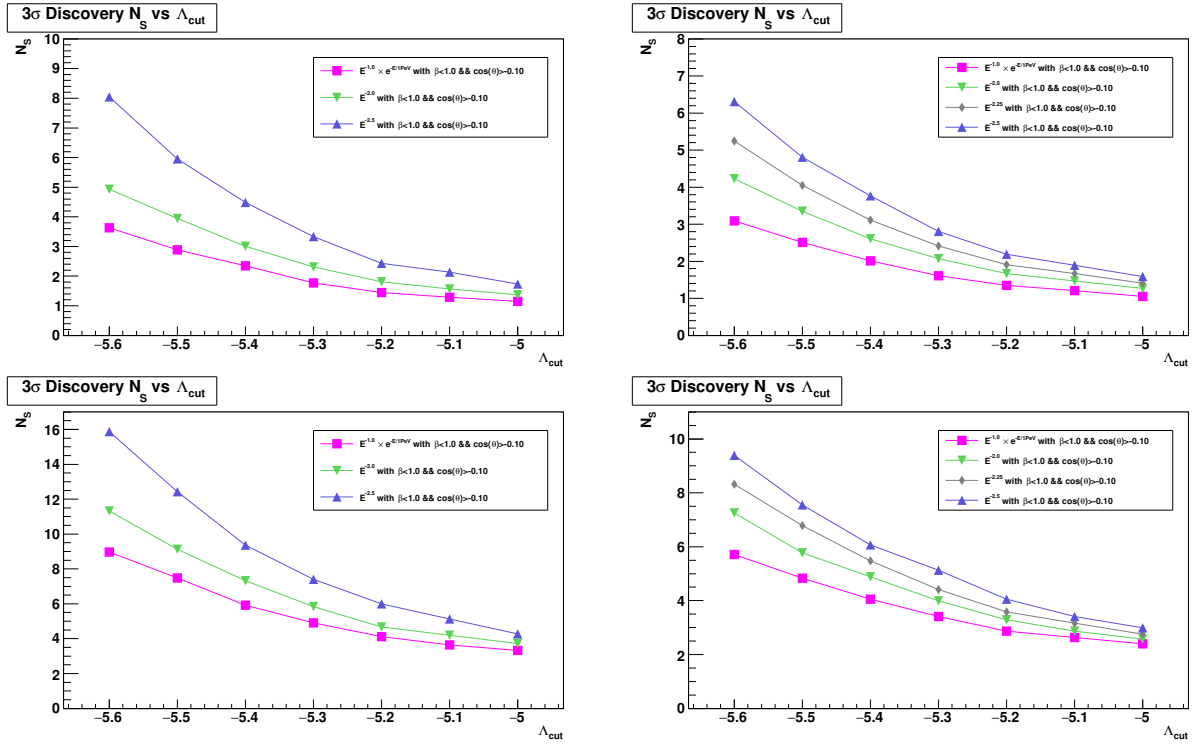 3σ Discovery N_S vs Λ_cut
N_S
10
9
8
7
6
5
4
3
2
1
0
E^-1.0 × e^-E/1PeV with β<1.0 && cos(θ)>-0.10
E^-2.0 with β<1.0 && cos(θ)>-0.10
E^-2.5 with β<1.0 && cos(θ)>-0.10
−5.6 −5.5 −5.4 −5.3 −5.2 −5.1 −5
Λ_cut
3σ Discovery N_S vs Λ_cut
N_S
8
7
6
5
4
3
2
1
0
E^-1.0 × e^-E/1PeV with β<1.0 && cos(θ)>-0.10
E^-2.0 with β<1.0 && cos(θ)>-0.10
E^-2.25 with β<1.0 && cos(θ)>-0.10
E^-2.5 with β<1.0 && cos(θ)>-0.10
−5.6 −5.5 −5.4 −5.3 −5.2 −5.1 −5
Λ_cut
3σ Discovery N_S vs Λ_cut
N_S
16
14
12
10
8
6
4
2
0
E^-1.0 × e^-E/1PeV with β<1.0 && cos(θ)>-0.10
E^-2.0 with β<1.0 && cos(θ)>-0.10
E^-2.5 with β<1.0 && cos(θ)>-0.10
−5.6 −5.5 −5.4 −5.3 −5.2 −5.1 −5
Λ_cut
3σ Discovery N_S vs Λ_cut
N_S
10
8
6
4
2
0
E^-1.0 × e^-E/1PeV with β<1.0 && cos(θ)>-0.10
E^-2.0 with β<1.0 && cos(θ)>-0.10
E^-2.25 with β<1.0 && cos(θ)>-0.10
E^-2.5 with β<1.0 && cos(θ)>-0.10
−5.6 −5.5 −5.4 −5.3 −5.2 −5.1 −5
Λ_cut